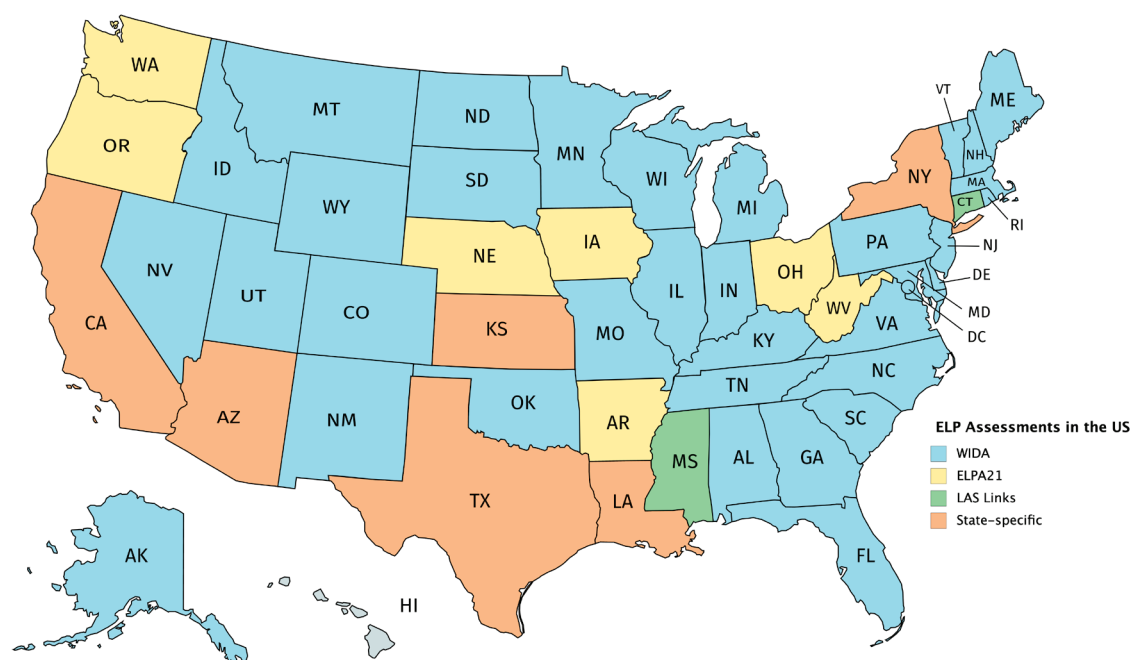 WA
OR
CA
ID
NV
MT
WY
UT
AZ
CO
NM
ND
SD
NE
KS
OK
TX
MN
IA
MO
AR
LA
WI
IL
MI
IN
OH
KY
TN
MS
AL
GA
FL
SC
NC
VA
WV
PA
NY
VT
NH
ME
MA
CT
RI
NJ
DE
MD
DC
AK
HI
ELP Assessments in the US
WIDA
ELPA21
LAS Links
State-specific